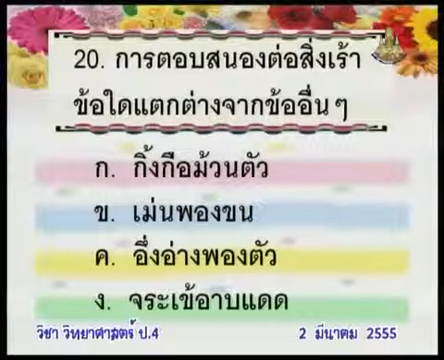 20. การตอบสนองต่อสิ่งเร้า
ข้อใดแตกต่างจากข้ออื่นๆ
ก. กิ้งกือม้วนตัว
ข. เม่นพองขน
ค. อึ่งอ่างพองตัว
ง. จระเข้อาบแดด
วิชา วิทยาศาสตร์ ป.4
2 มีนาคม 2555